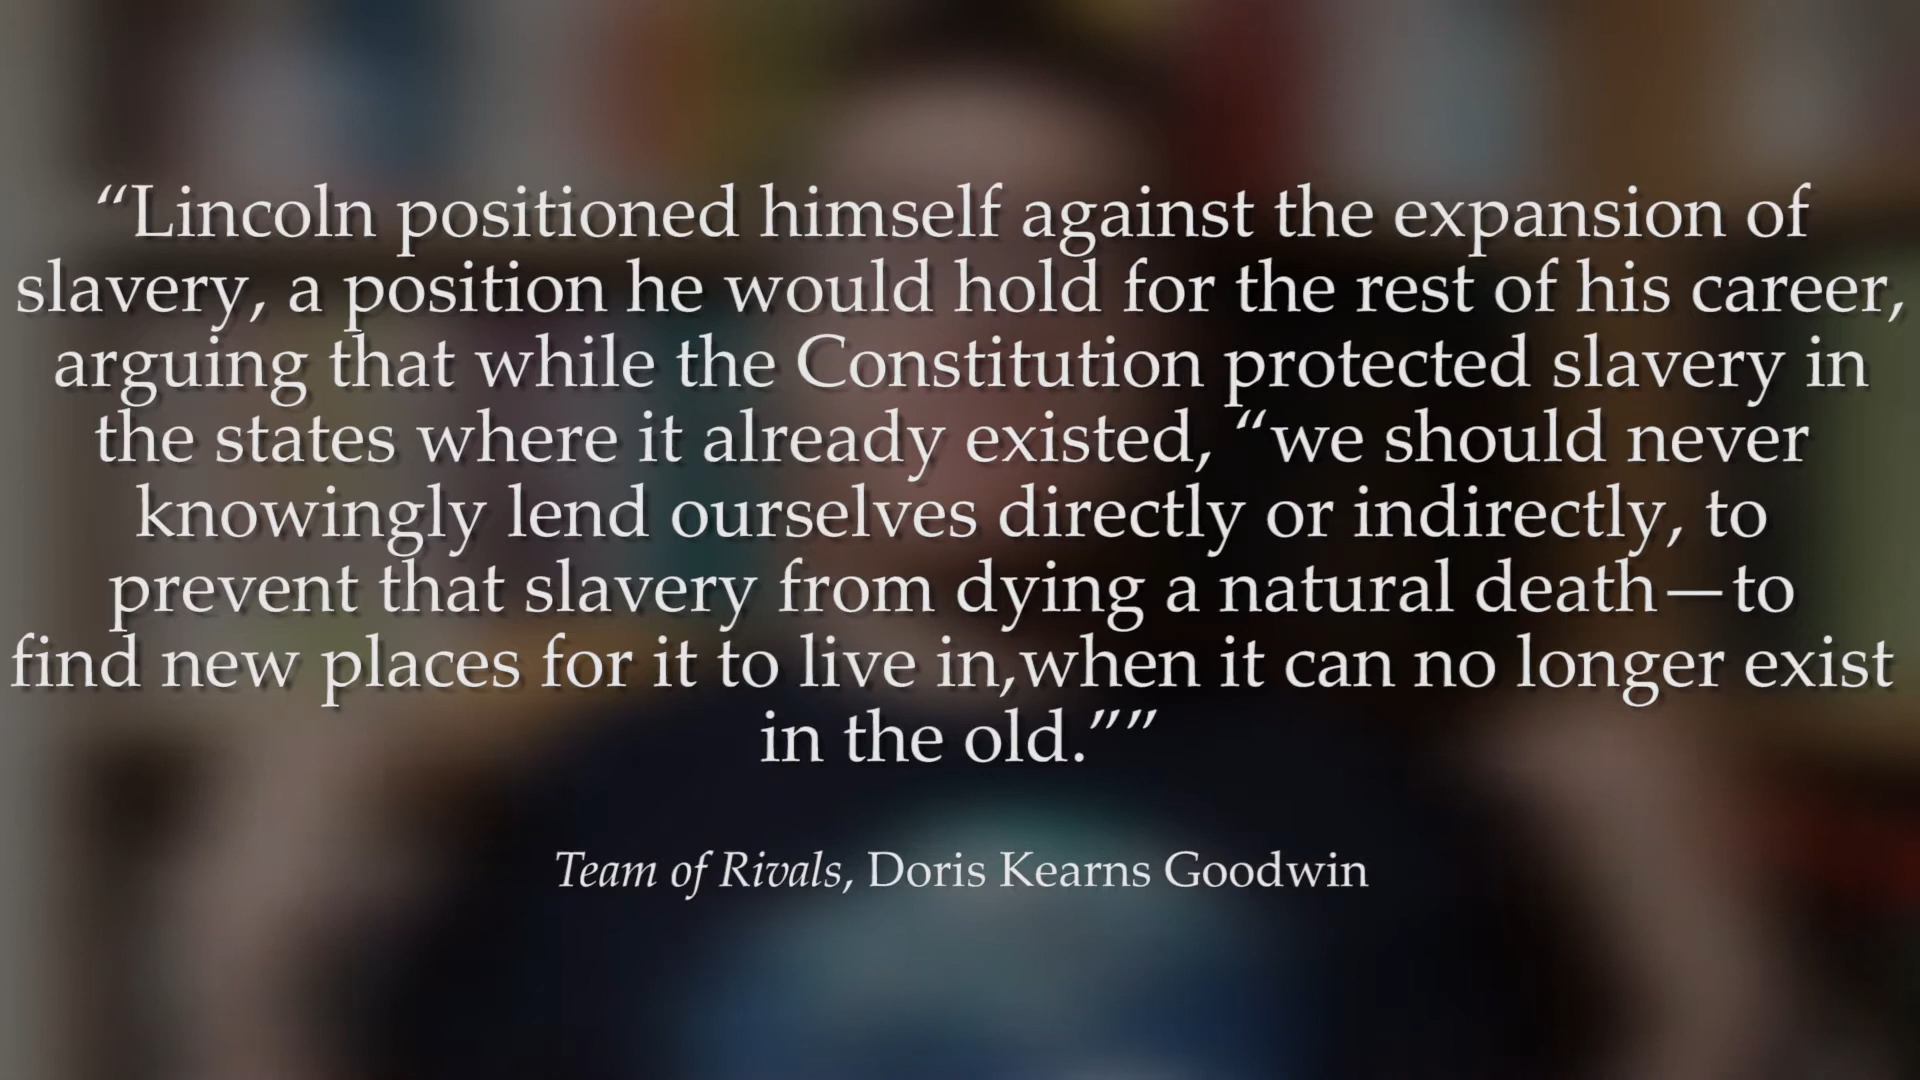 “Lincoln positioned himself against the expansion of
slavery, a position he would hold for the rest of his career,
arguing that while the Constitution protected slavery in
the states where it already existed, “we should never
knowingly lend ourselves directly or indirectly, to
prevent that slavery from dying a natural death—to
find new places for it to live in,when it can no longer exist
in the old.””
Team of Rivals, Doris Kearns Goodwin